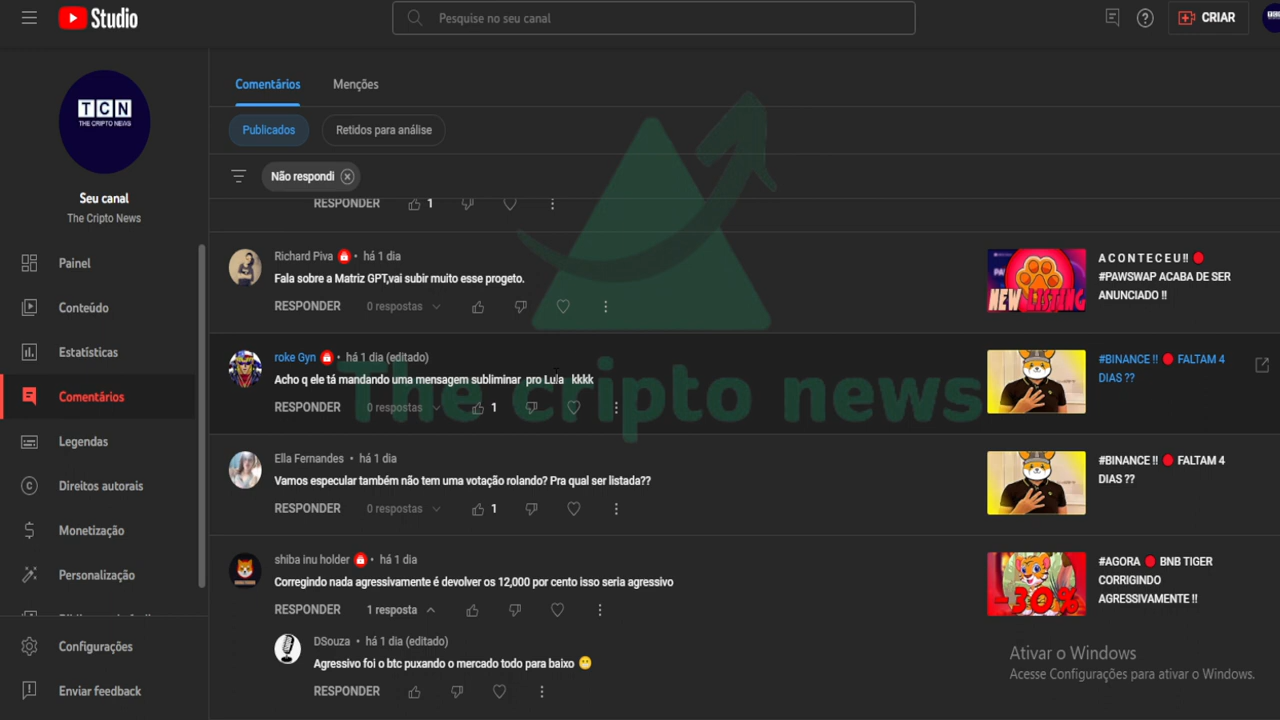 Studio
Pesquise no seu canal
CRIAR
TCN
THE CRIPTO NEWS
Seu canal
The Cripto News
Painel
Conteúdo
Estatísticas
Comentários
Legendas
Direitos autorais
Monetização
Personalização
Configurações
Enviar feedback
Comentários Menções
Publicados Retidos para análise
Não respondi
RESPONDER 1
Richard Piva • há 1 dia
Fala sobre a Matriz GPT,vai subir muito esse progeto.
RESPONDER 0 respostas
NEW LISTING
A C O N T E C E U !!
#PAWSWAP ACABA DE SER
ANUNCIADO !!
roke Gyn • há 1 dia (editado)
Acho q ele tá mandando uma mensagem subliminar pro Lula kkkk
RESPONDER 0 respostas 1
#BINANCE !! 🔴 FALTAM 4
DIAS ??
The cripto news
Ella Fernandes • há 1 dia
Vamos especular também não tem uma votação rolando? Pra qual ser listada??
RESPONDER 0 respostas 1
#BINANCE !! 🔴 FALTAM 4
DIAS ??
shiba inu holder • há 1 dia
Corregindo nada agressivamente é devolver os 12,000 por cento isso seria agressivo
RESPONDER 1 resposta
-30%
#AGORA 🔴 BNB TIGER
CORRIGINDO
AGRESSIVAMENTE !!
DSouza • há 1 dia (editado)
Agressivo foi o btc puxando o mercado todo para baixo 😬
RESPONDER
Ativar o Windows
Acesse Configurações para ativar o Windows.